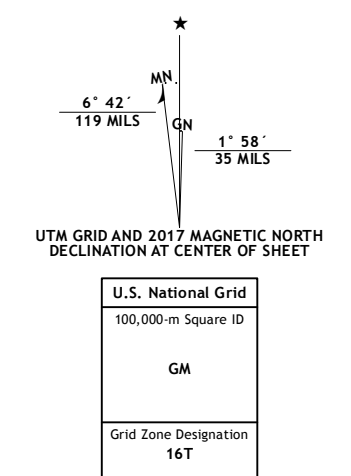 ★
MN
6° 42´
119 MILS
GN
1° 58´
35 MILS
UTM GRID AND 2017 MAGNETIC NORTH
DECLINATION AT CENTER OF SHEET
U.S. National Grid
100,000-m Square ID
GM
Grid Zone Designation
16T